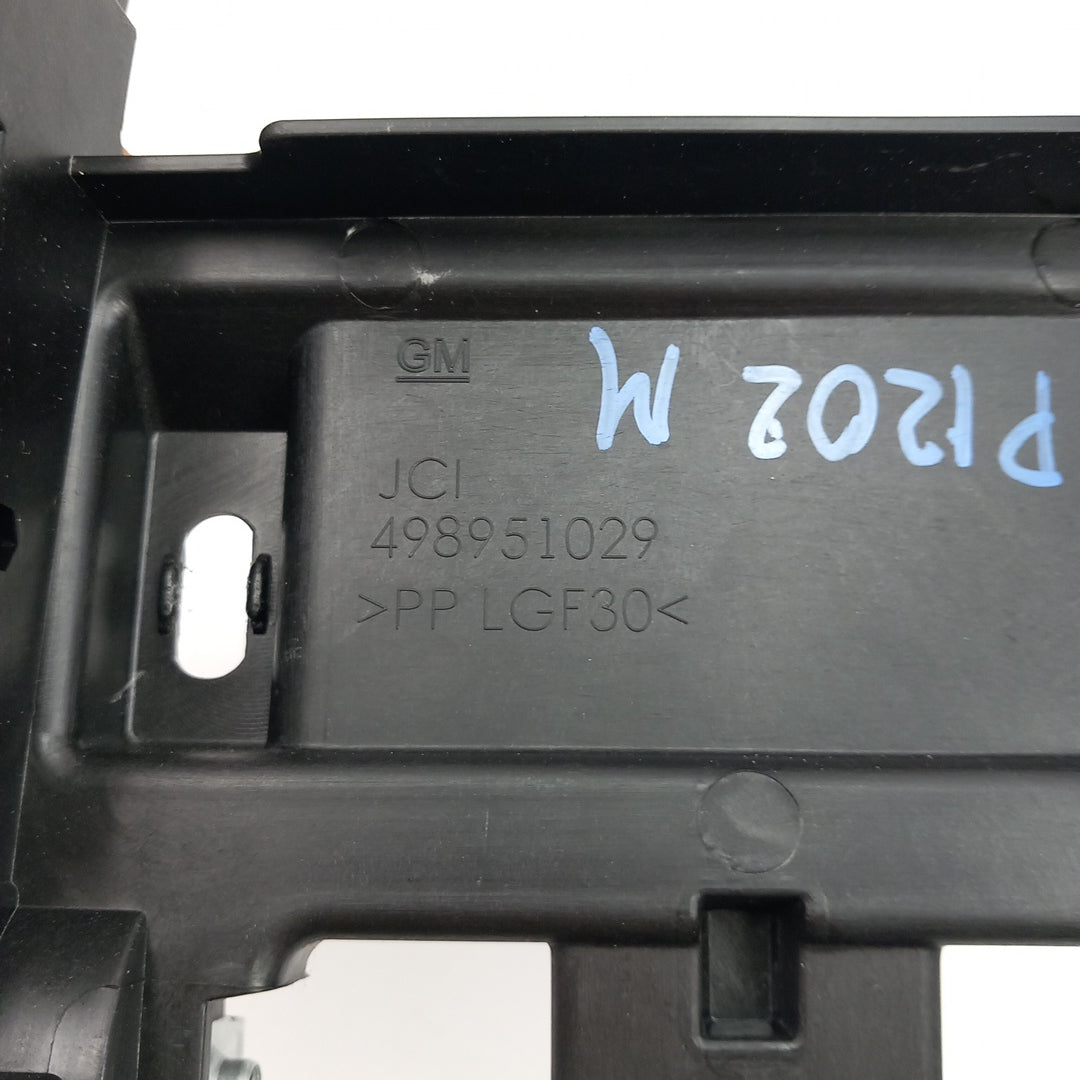 GM
JCI
498951029
>PP LGF30<
P1202 M